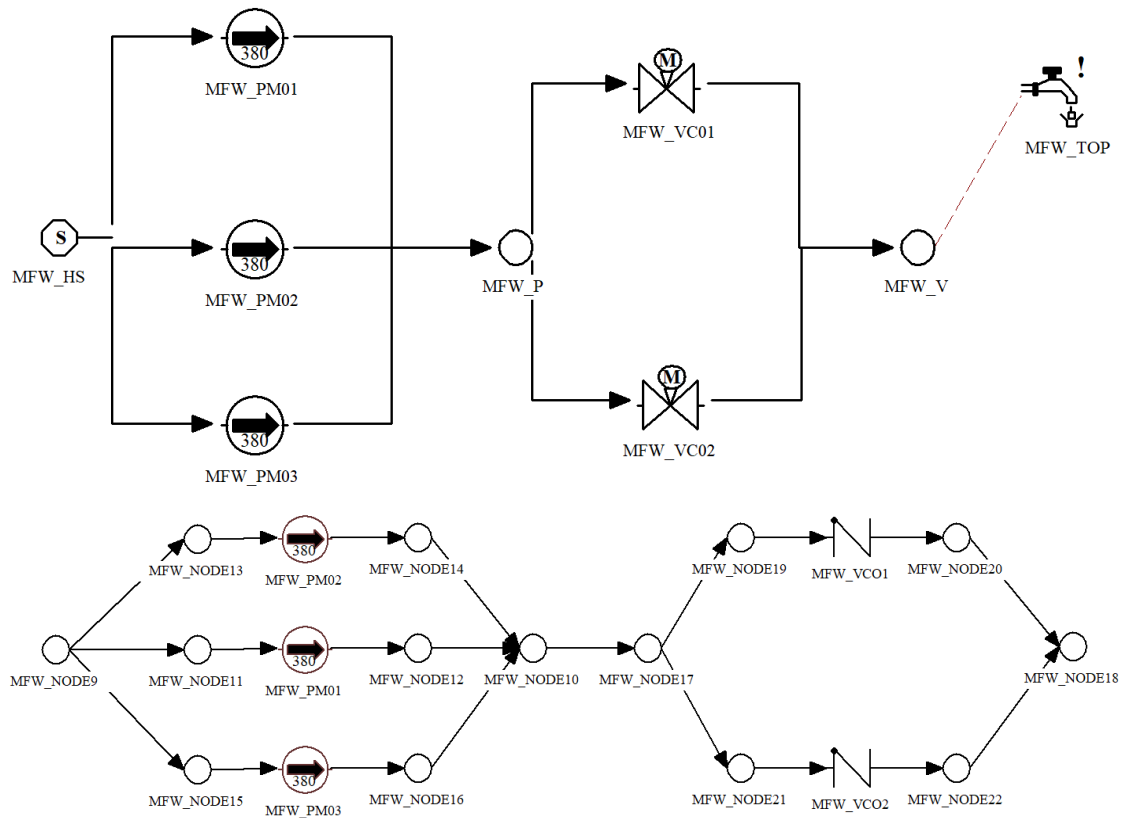 380
MFW_PM01
M
MFW_VC01
!
MFW_TOP
S
MFW_HS
380
MFW_PM02
MFW_P
MFW_V
M
MFW_VC02
380
MFW_PM03
MFW_NODE13
380
MFW_PM02
MFW_NODE14
MFW_NODE19
MFW_VCO1
MFW_NODE20
MFW_NODE9
MFW_NODE11
380
MFW_PM01
MFW_NODE12
MFW_NODE10
MFW_NODE17
MFW_NODE18
MFW_NODE15
380
MFW_PM03
MFW_NODE16
MFW_NODE21
MFW_VCO2
MFW_NODE22